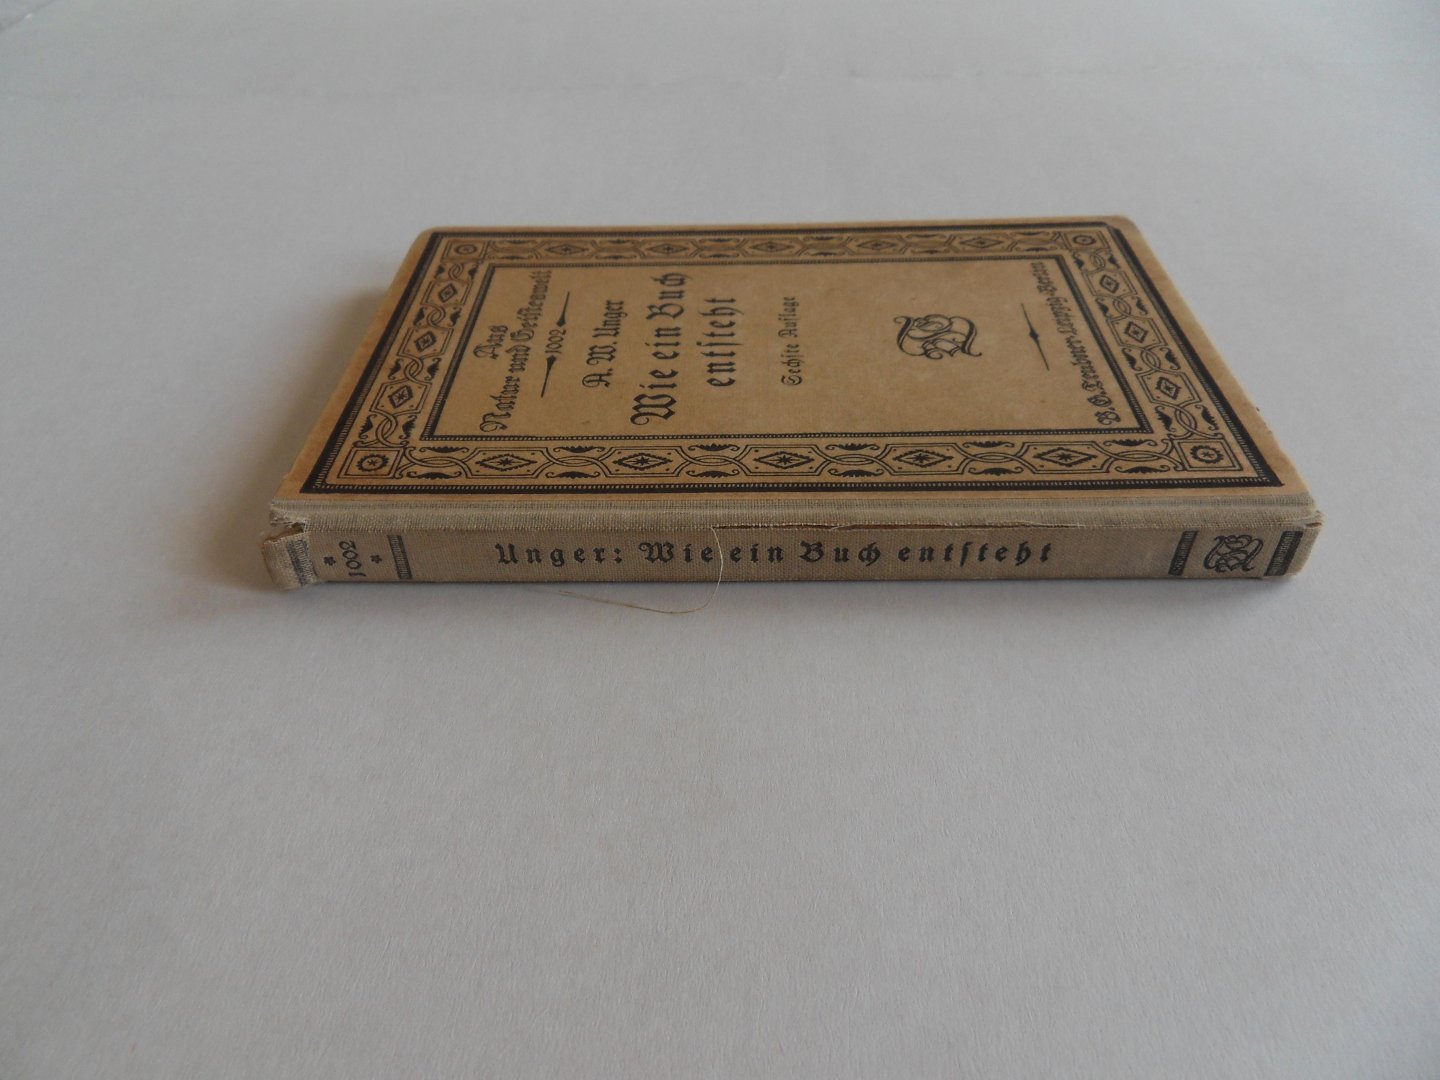 Aus
Natur und Geisteswelt
1002
A. W. Unger
Wie ein Buch
entsteht
Sechste Auflage
B. G. Teubner · Leipzig · Berlin
* 1002 *
Unger: Wie ein Buch entsteht